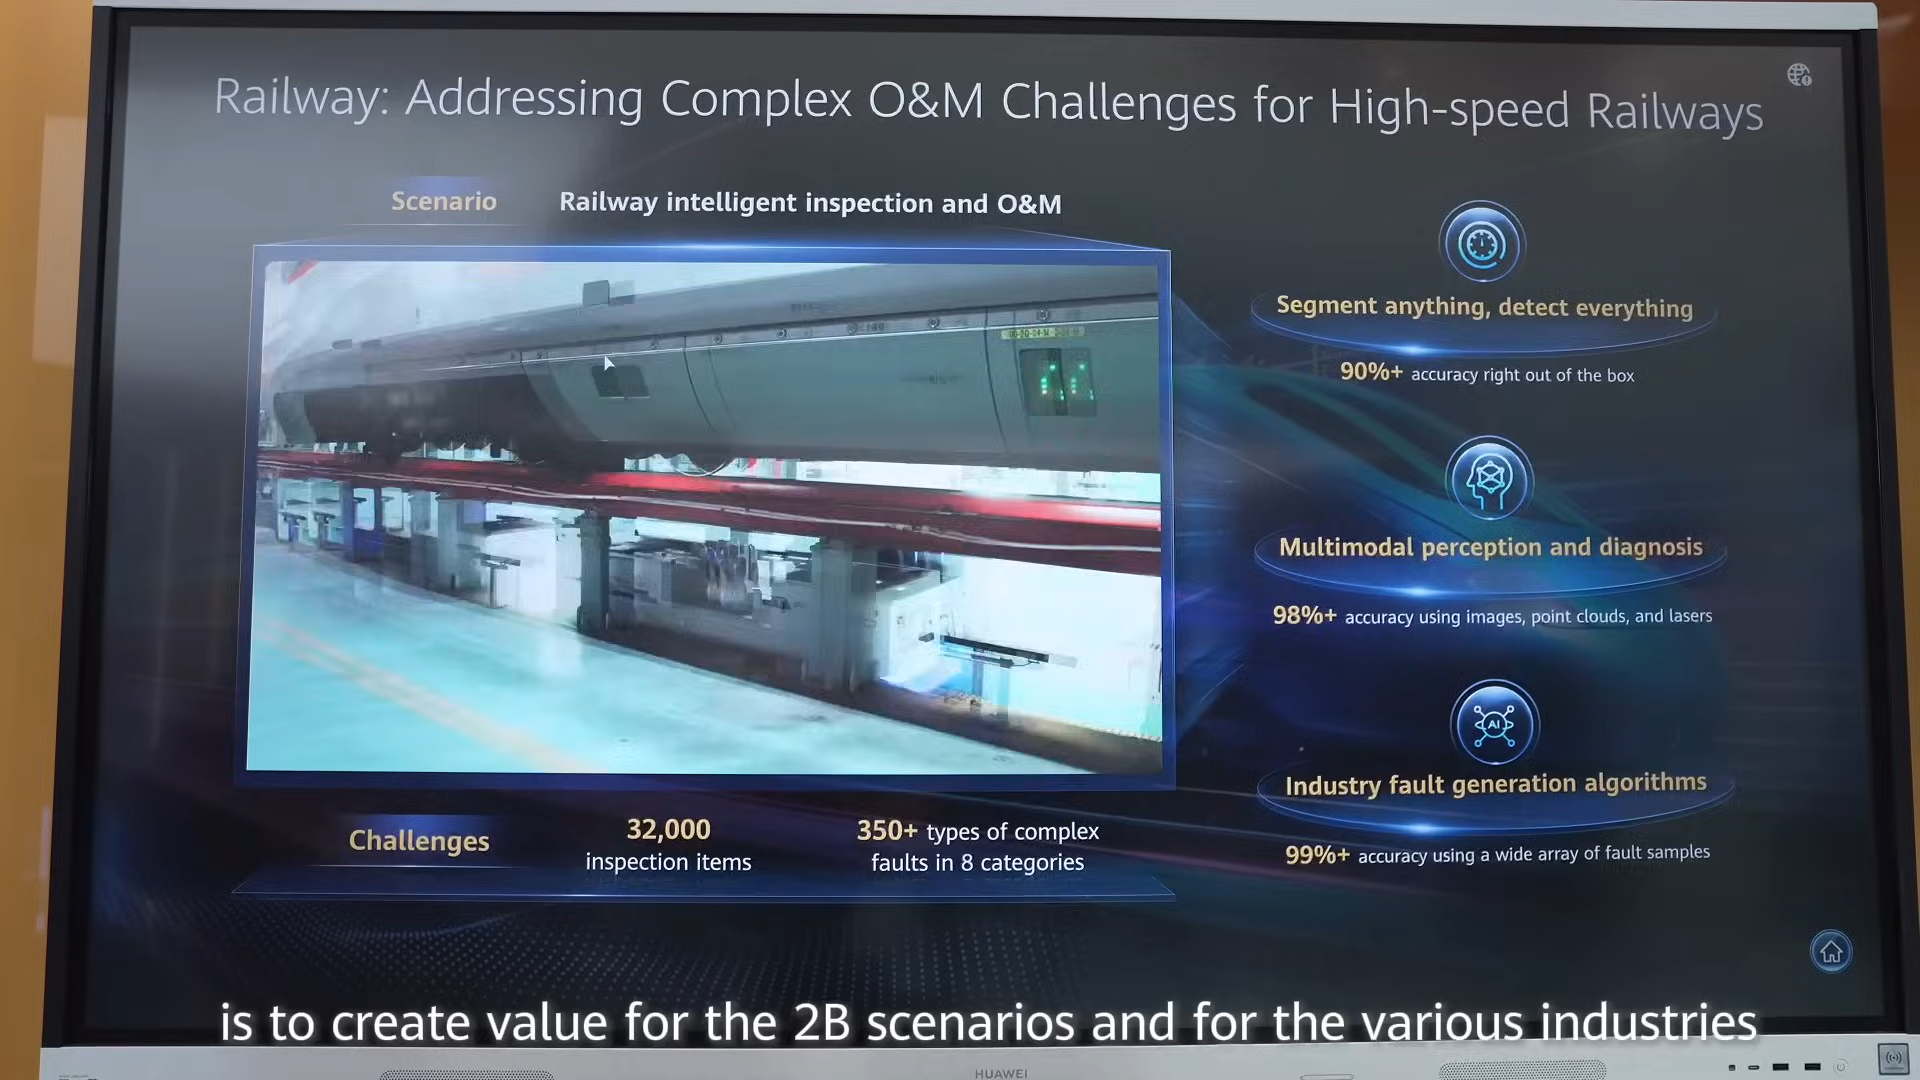 Railway: Addressing Complex O&M Challenges for High-speed Railways
Scenario
Railway intelligent inspection and O&M
Segment anything, detect everything
90%+ accuracy right out of the box
Multimodal perception and diagnosis
98%+ accuracy using images, point clouds, and lasers
AI
Industry fault generation algorithms
99%+ accuracy using a wide array of fault samples
Challenges
32,000
inspection items
350+ types of complex
faults in 8 categories
is to create value for the 2B scenarios and for the various industries
HUAWEI